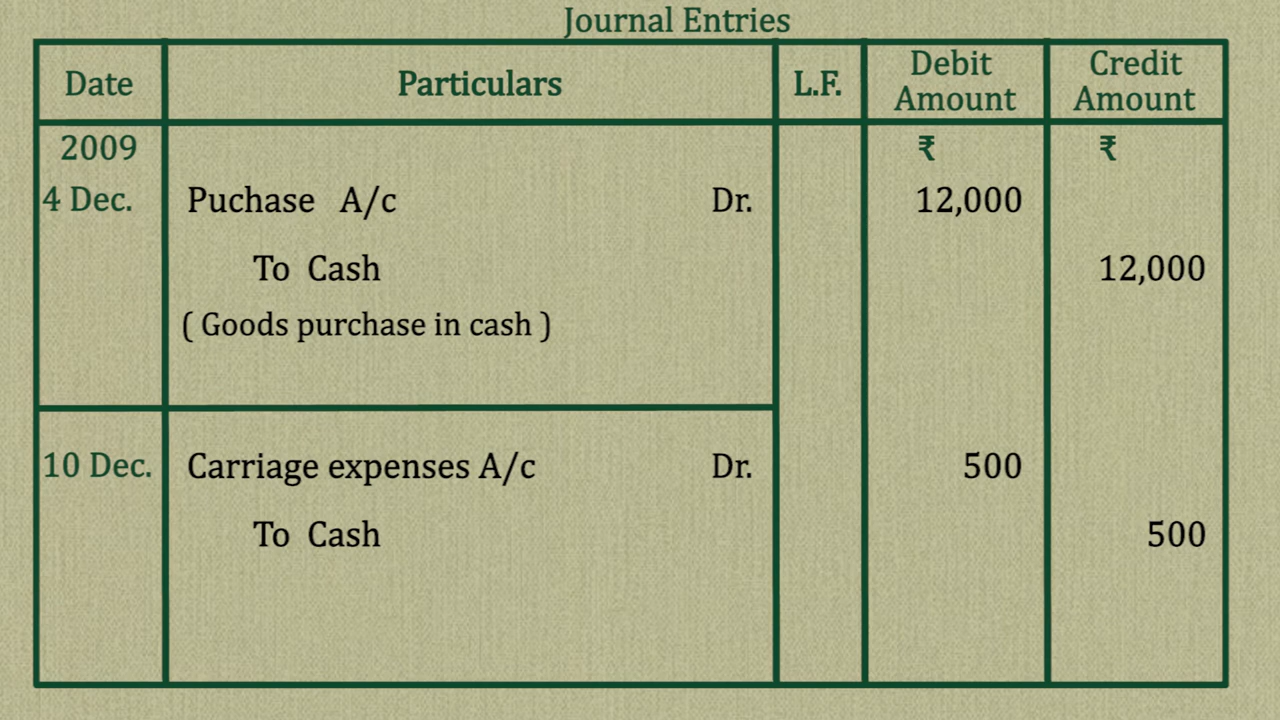 Journal Entries
Date Particulars L.F. Debit Amount Credit Amount
2009 ₹ ₹
4 Dec. Puchase A/c Dr. 12,000
To Cash 12,000
( Goods purchase in cash )
10 Dec. Carriage expenses A/c Dr. 500
To Cash 500